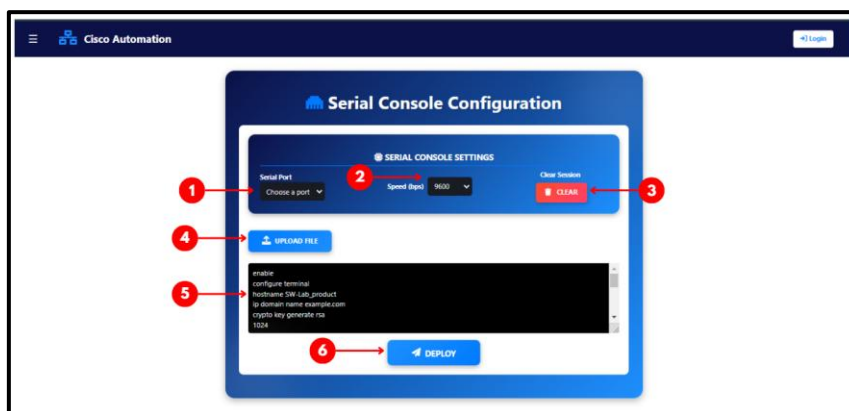 Cisco Automation
Login
Serial Console Configuration
SERIAL CONSOLE SETTINGS
Serial Port
Choose a port
Speed (bps)
9600
Clear Session
CLEAR
1
2
3
4
UPLOAD FILE
5
enable
configure terminal
hostname SW-Lab_product
ip domain name example.com
crypto key generate rsa
1024
6
DEPLOY